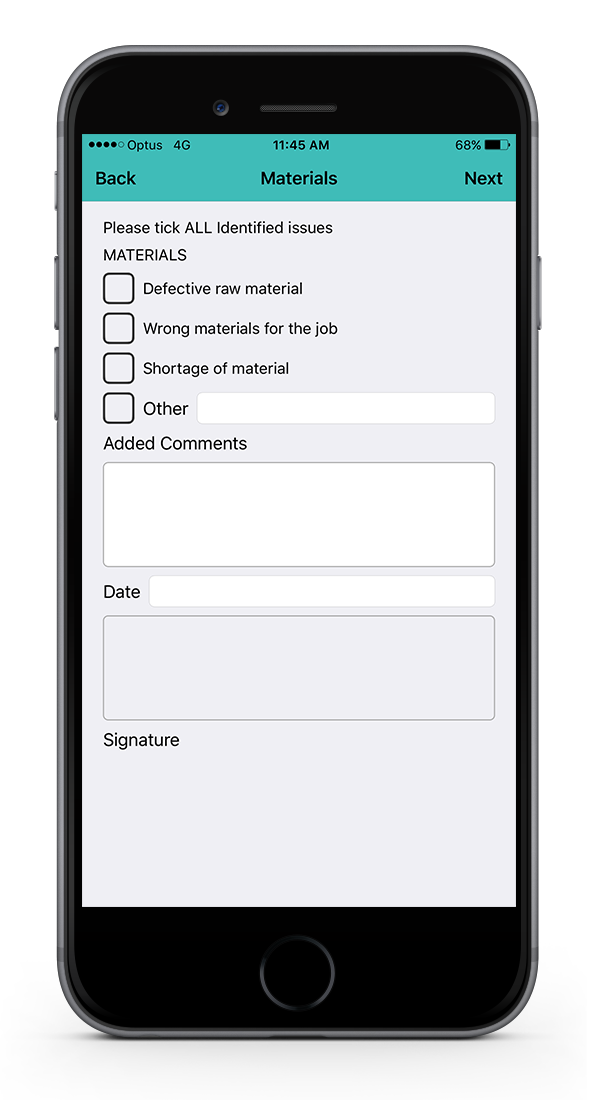 Optus 4G 11:45 AM 68%
Back Materials Next
Please tick ALL Identified issues
MATERIALS
Defective raw material
Wrong materials for the job
Shortage of material
Other
Added Comments
Date
Signature